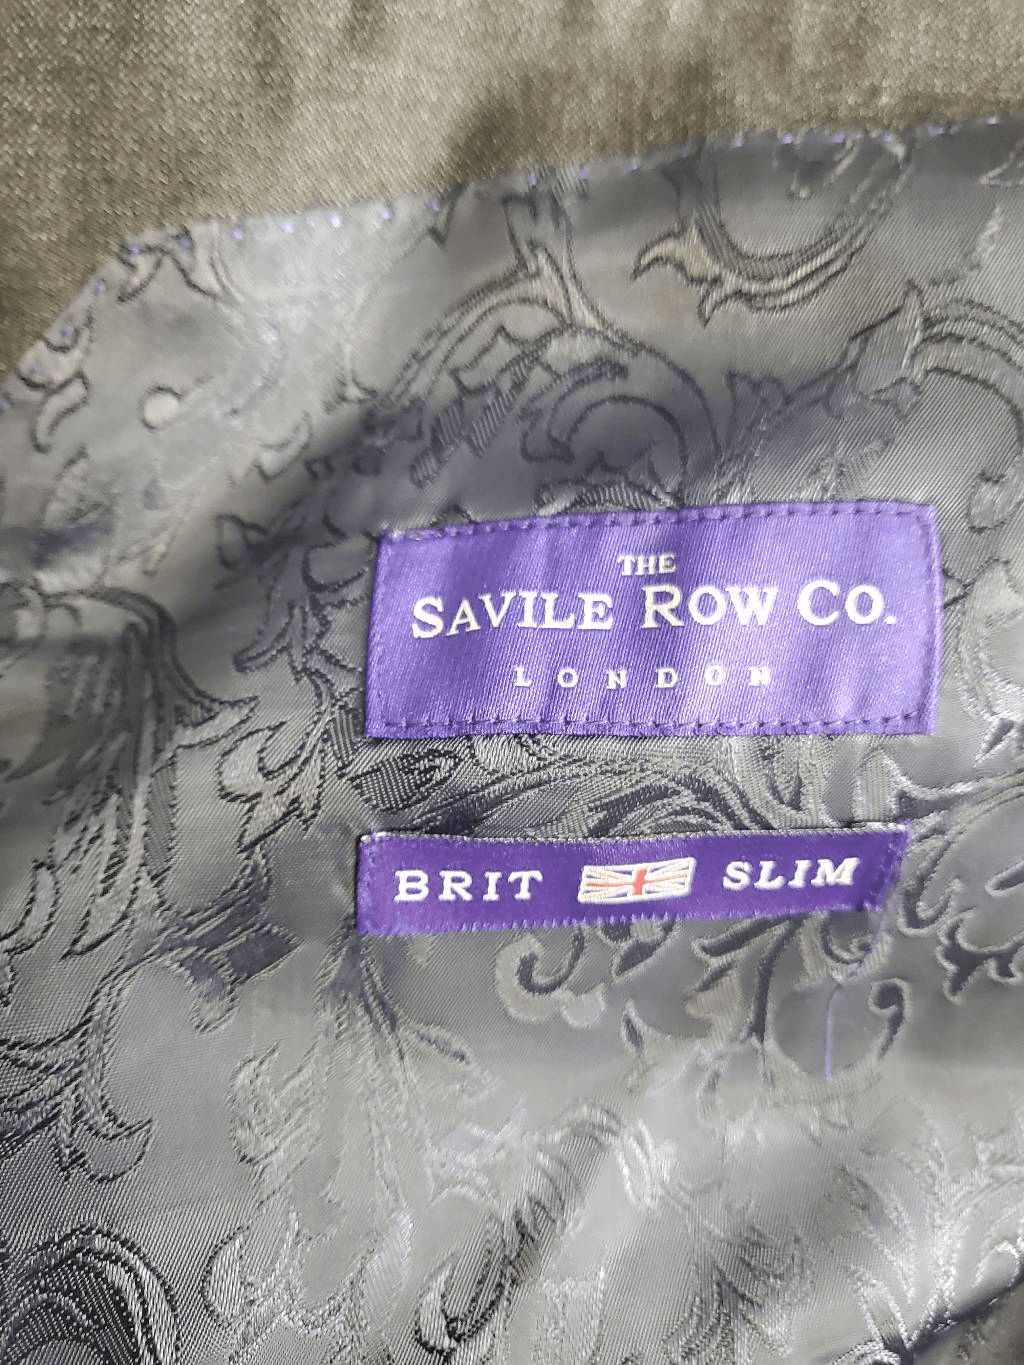 THE
SAVILE ROW CO.
LONDON
BRIT SLIM